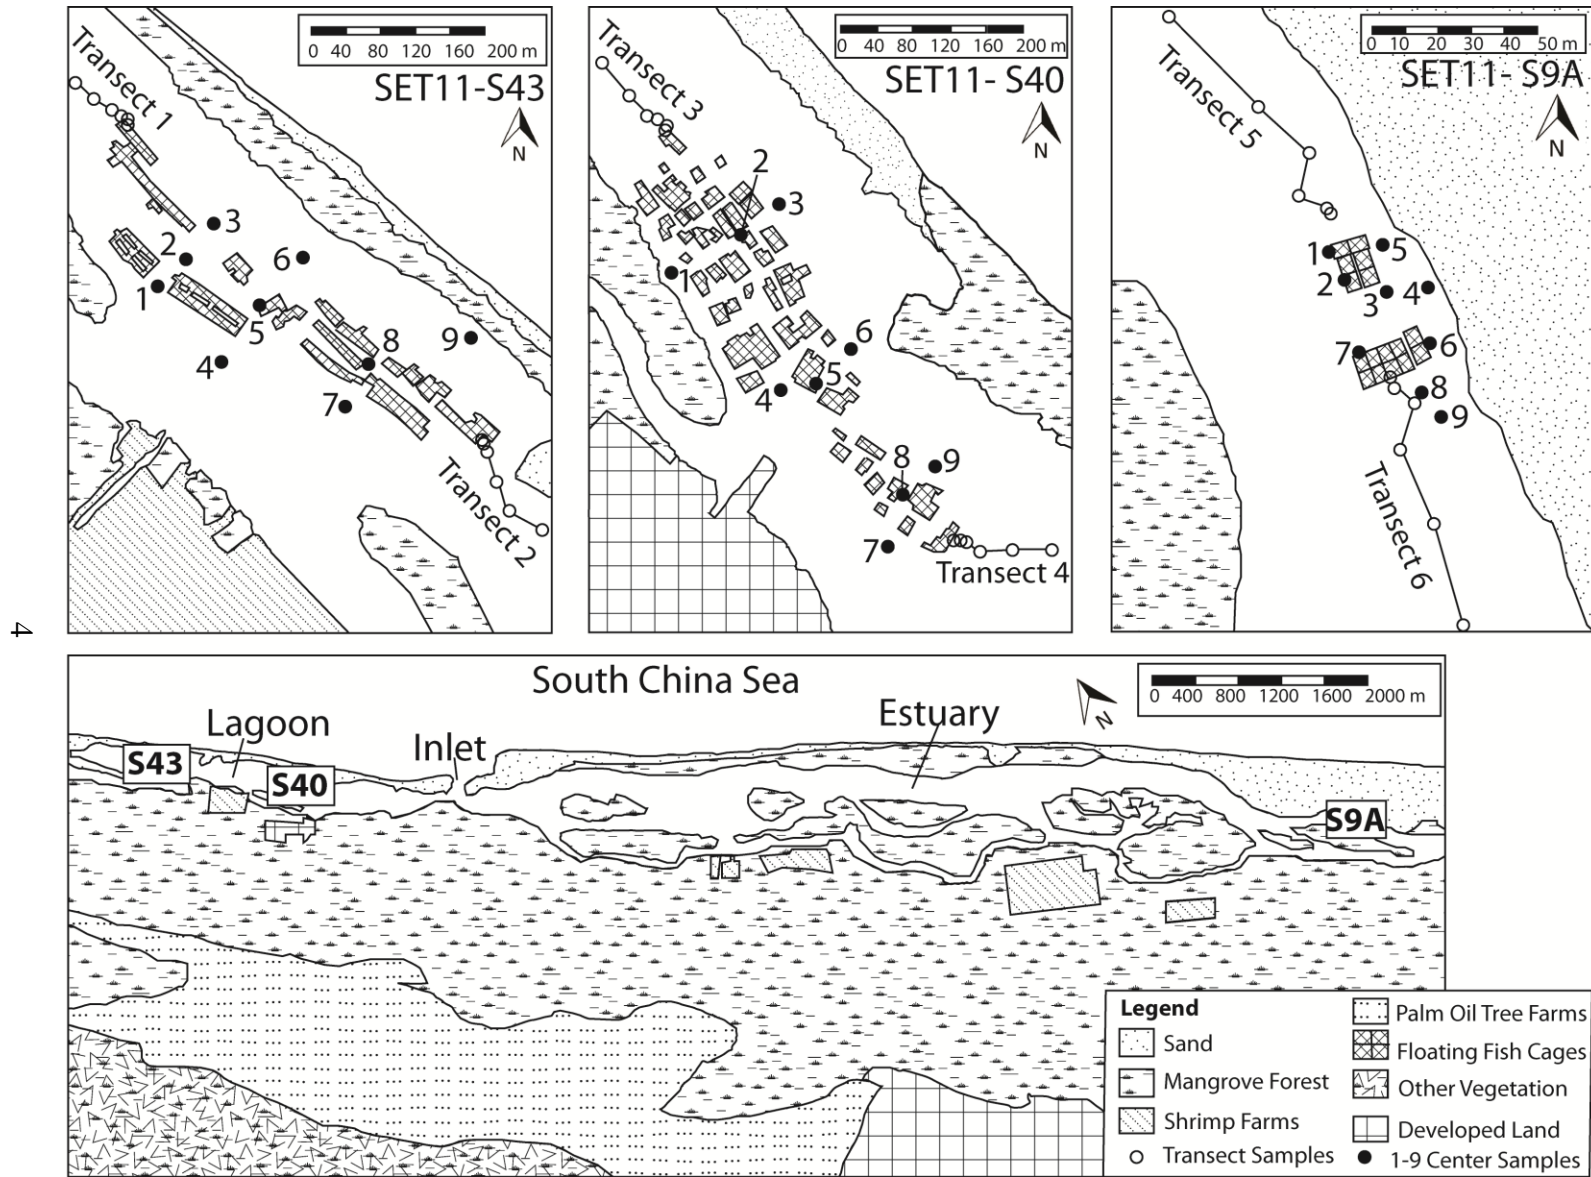 0 40 80 120 160 200 m
SET11-S43
N
Transect 1
3
2
6
1
5
8
9
4
7
Transect 2
0 40 80 120 160 200 m
SET11- S40
N
Transect 3
2
3
1
6
5
4
8
9
7
Transect 4
0 10 20 30 40 50 m
SET11- S9A
N
Transect 5
1
5
2
3
4
7
6
8
9
Transect 6
4
South China Sea
0 400 800 1200 1600 2000 m
N
Lagoon
Inlet
Estuary
S43
S40
S9A
Legend
Sand
Mangrove Forest
Shrimp Farms
Transect Samples
Palm Oil Tree Farms
Floating Fish Cages
Other Vegetation
Developed Land
1-9 Center Samples